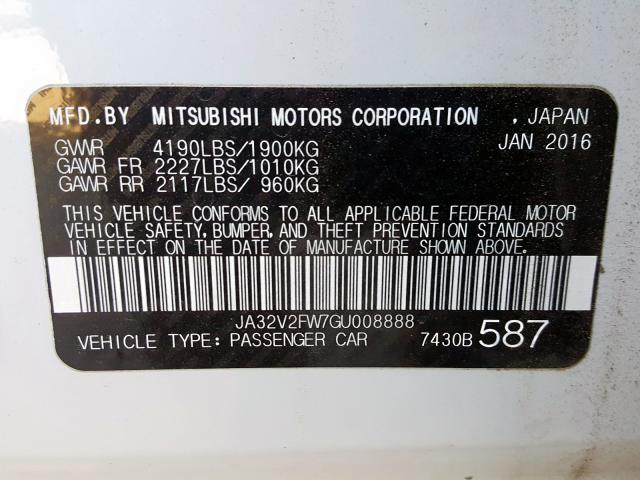 MFD.BY MITSUBISHI MOTORS CORPORATION , JAPAN
GVWR 4190LBS/1900KG JAN 2016
GAWR FR 2227LBS/1010KG
GAWR RR 2117LBS/ 960KG
THIS VEHICLE CONFORMS TO ALL APPLICABLE FEDERAL MOTOR
VEHICLE SAFETY, BUMPER, AND THEFT PREVENTION STANDARDS
IN EFFECT ON THE DATE OF MANUFACTURE SHOWN ABOVE.
JA32V2FW7GU008888
VEHICLE TYPE: PASSENGER CAR 7430B 587